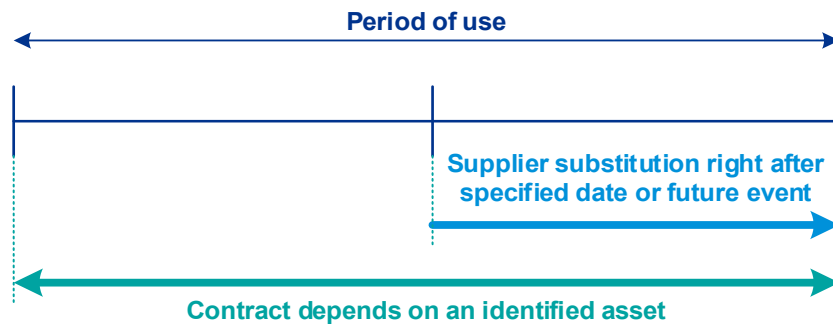 Period of use
Supplier substitution right after
specified date or future event
Contract depends on an identified asset